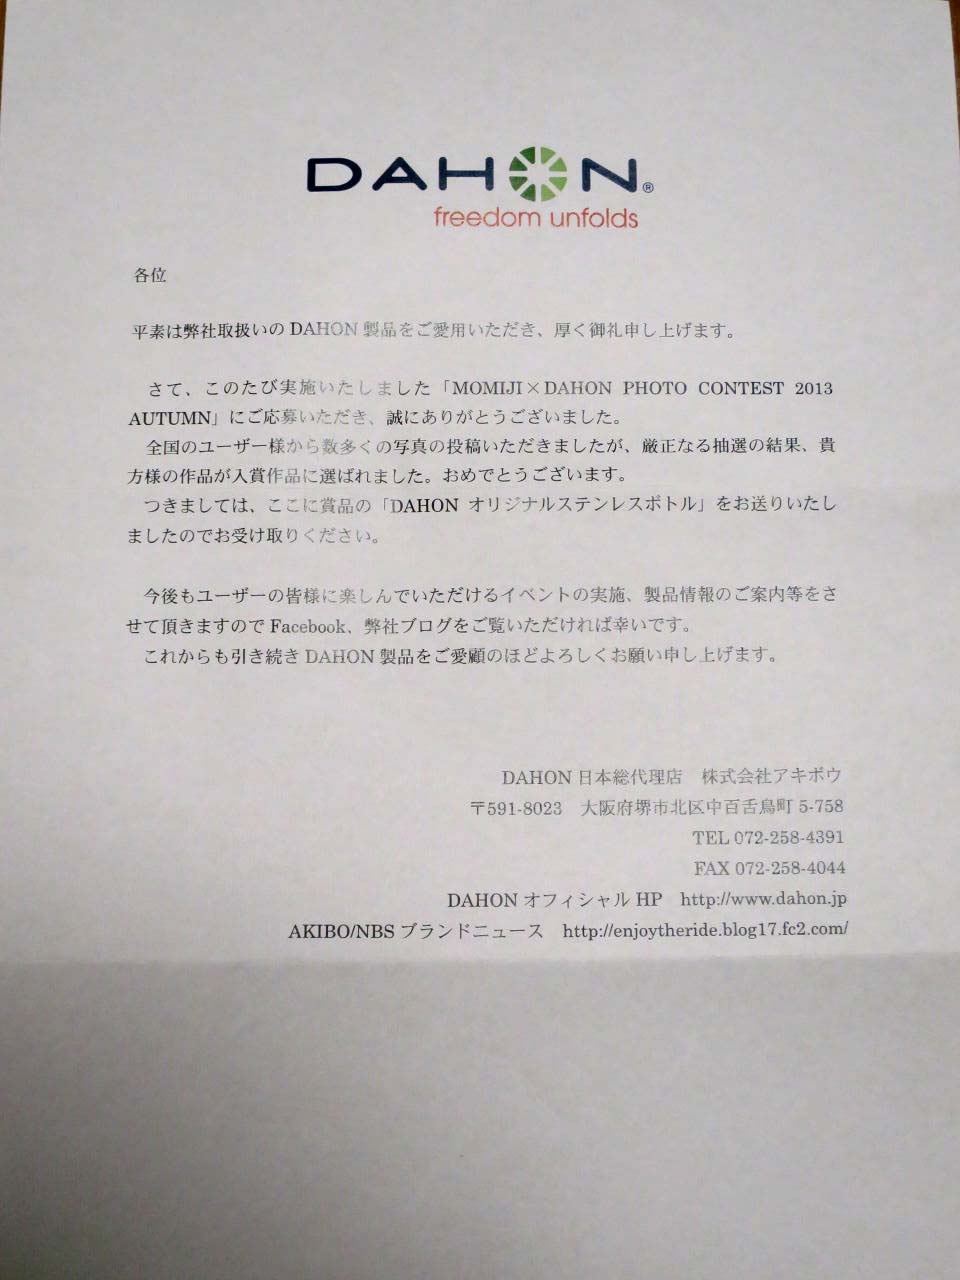 DAHON®
freedom unfolds
各位
平素は弊社取扱いの DAHON 製品をご愛用いただき、厚く御礼申し上げます。
さて、このたび実施いたしました「MOMIJI×DAHON PHOTO CONTEST 2013
AUTUMN」にご応募いただき、誠にありがとうございました。
全国のユーザー様から数多くの写真の投稿いただきましたが、厳正なる抽選の結果、貴
方様の作品が入賞作品に選ばれました。おめでとうございます。
つきましては、ここに賞品の「DAHON オリジナルステンレスボトル」をお送りいたし
ましたのでお受け取りください。
今後もユーザーの皆様に楽しんでいただけるイベントの実施、製品情報のご案内等をさ
せて頂きますので Facebook、弊社ブログをご覧いただければ幸いです。
これからも引き続き DAHON 製品をご愛顧のほどよろしくお願い申し上げます。
DAHON 日本総代理店　株式会社アキボウ
〒591-8023　大阪府堺市北区中百舌鳥町 5-758
TEL 072-258-4391
FAX 072-258-4044
DAHON オフィシャル HP　http://www.dahon.jp
AKIBO/NBS ブランドニュース　http://enjoytheride.blog17.fc2.com/